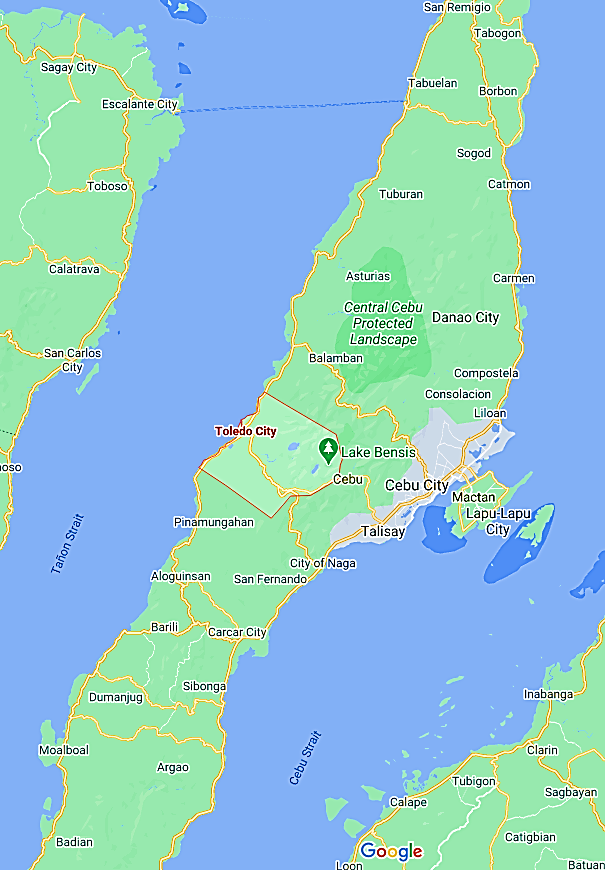 San Remigio
Tabogon
Sagay City
Tabuelan
Borbon
Escalante City
Sogod
Toboso
Catmon
Tuburan
Calatrava
Asturias
Carmen
Central Cebu
Protected
Landscape
Danao City
San Carlos
City
Balamban
Compostela
Consolacion
Liloan
Toledo City
Lake Bensis
noso
Cebu
Cebu City
Mactan
Lapu-Lapu
City
Pinamungahan
Talisay
Tañon Strait
City of Naga
Aloguinsan
San Fernando
Barili
Carcar City
Sibonga
Dumanjug
Inabanga
Moalboal
Cebu Strait
Clarin
Argao
Tubigon
Sagbayan
Calape
Badian
Catigbian
Google
Loon
Batuan